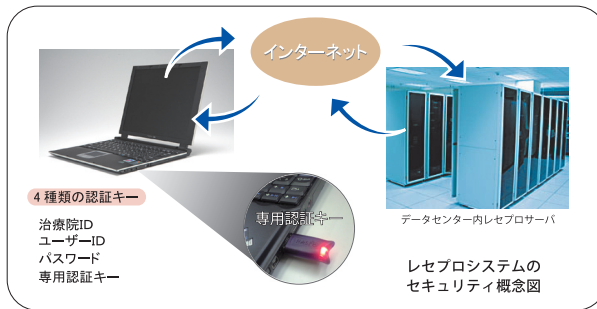 インターネット
4種類の認証キー
治療院ID
ユーザーID
パスワード
専用認証キー
専用認証キー
データセンター内レセプロサーバ
レセプロシステムの
セキュリティ概念図